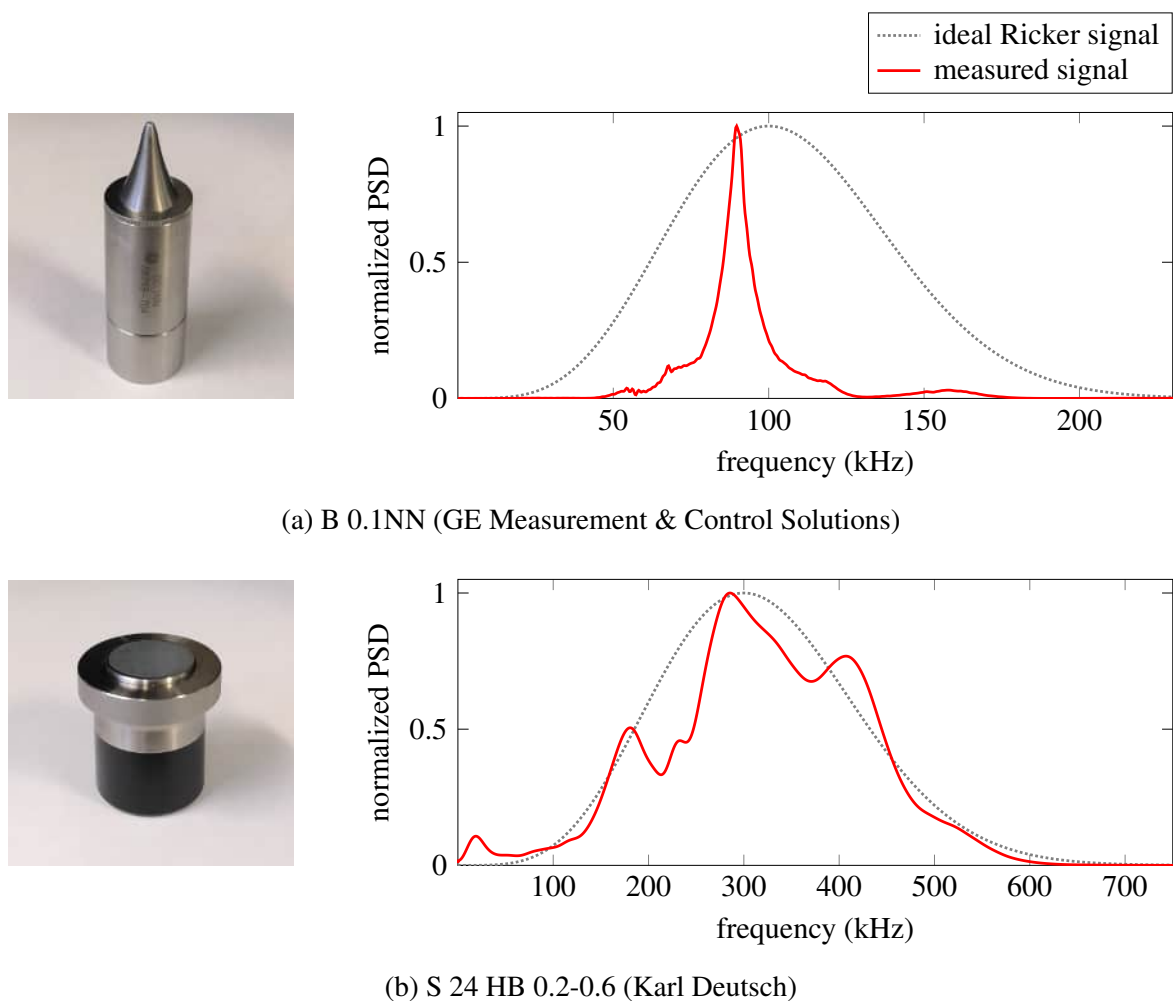 ideal Ricker signal
measured signal
1
0.5
0
normalized PSD
50
100
150
200
frequency (kHz)
(a) B 0.1NN (GE Measurement & Control Solutions)
1
0.5
0
normalized PSD
100
200
300
400
500
600
700
frequency (kHz)
(b) S 24 HB 0.2-0.6 (Karl Deutsch)